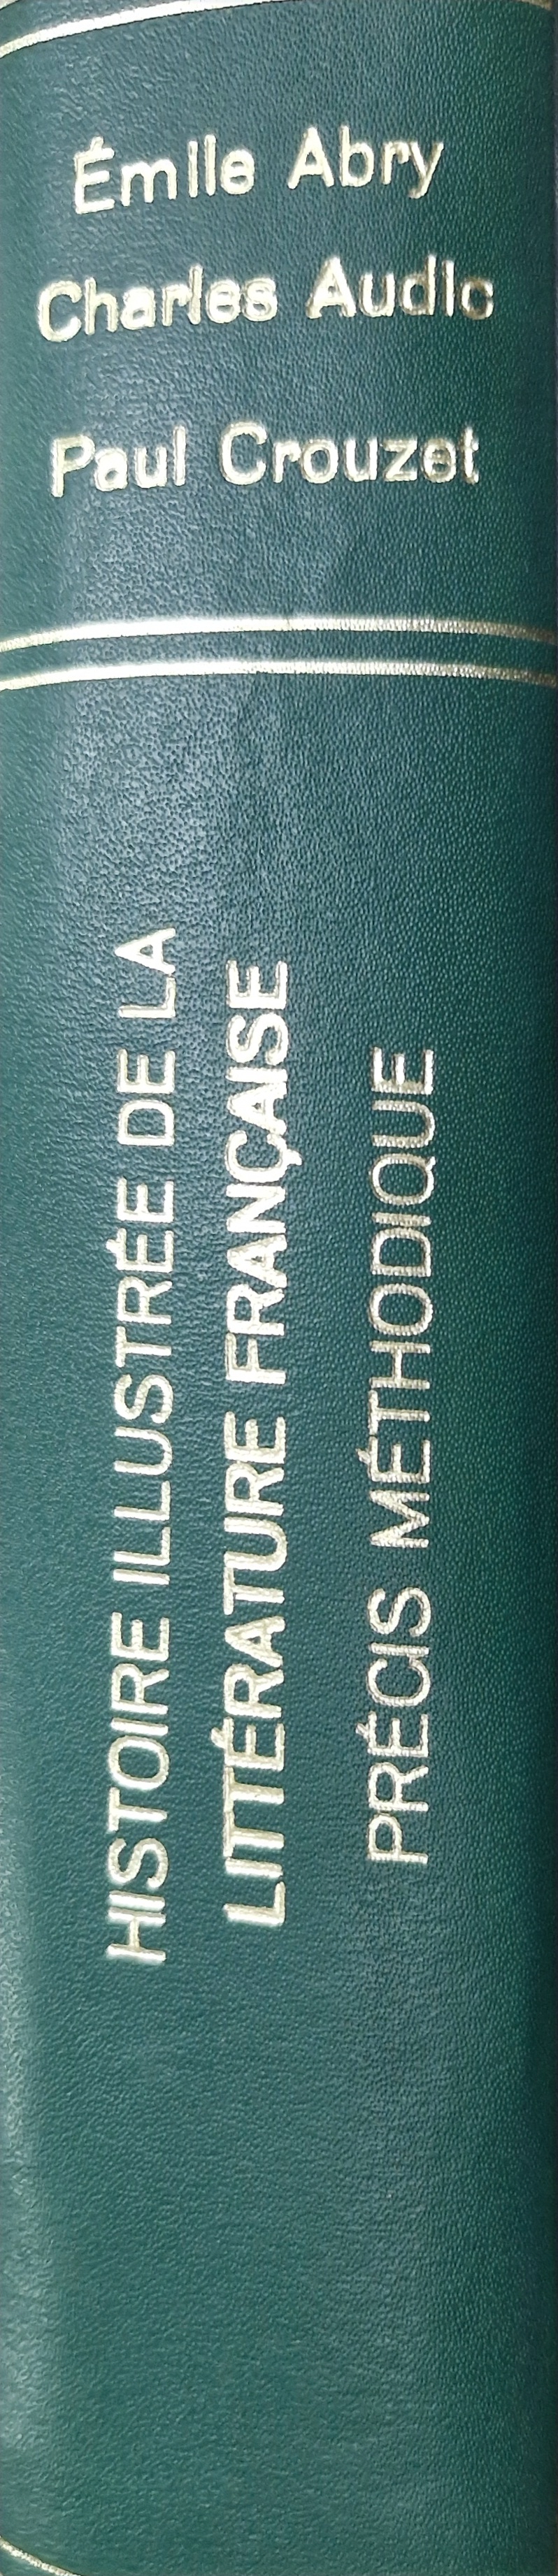 Émile Abry
Charles Audic
Paul Crouzet
HISTOIRE ILLUSTRÉE DE LA
LITTÉRATURE FRANÇAISE
PRÉCIS MÉTHODIQUE